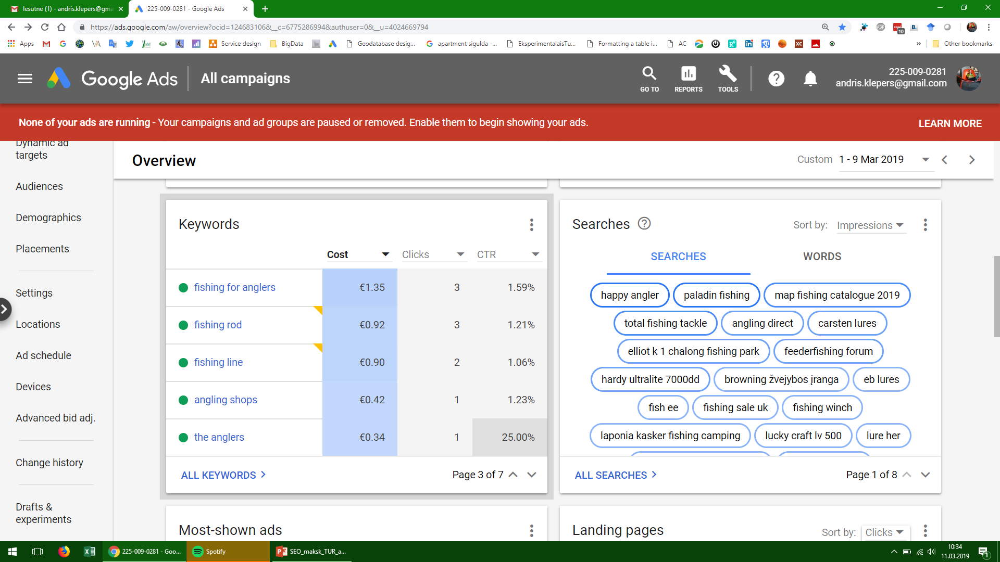 Iesūtne (1) - andris.klepers@gma
225-009-0281 - Google Ads
https://ads.google.com/aw/overview?ocid=124683106&__c=6775286994&authuser=0&__u=4024669794
ABP
10
B.
Apps
Service design
BigData
Geodatabase desig...
apartment sigulda -...
EksperimentalaisTu...
Formatting a table i...
AC
XC
»
Other bookmarks
Google Ads
All campaigns
GO TO
REPORTS
TOOLS
225-009-0281
andris.klepers@gmail.com
None of your ads are running - Your campaigns and ad groups are paused or removed. Enable them to begin showing your ads.
LEARN MORE
Dynamic ad
targets
Audiences
Demographics
Placements
Settings
Locations
Ad schedule
Devices
Advanced bid adj.
Change history
Drafts &
experiments
Overview
Custom 1 - 9 Mar 2019
Keywords
Cost Clicks CTR
fishing for anglers €1.35 3 1.59%
fishing rod €0.92 3 1.21%
fishing line €0.90 2 1.06%
angling shops €0.42 1 1.23%
the anglers €0.34 1 25.00%
ALL KEYWORDS
Page 3 of 7
Searches
Sort by: Impressions
SEARCHES WORDS
happy angler paladin fishing map fishing catalogue 2019
total fishing tackle angling direct carsten lures
elliot k 1 chalong fishing park feederfishing forum
hardy ultralite 7000dd browning žvejybos įranga eb lures
fish ee fishing sale uk fishing winch
laponia kasker fishing camping lucky craft lv 500 lure her
ALL SEARCHES
Page 1 of 8
Most-shown ads
Landing pages
Sort by: Clicks
225-009-0281 - Goo...
Spotify
SEO_maksk_TUR_a...
10:34
11.03.2019
1